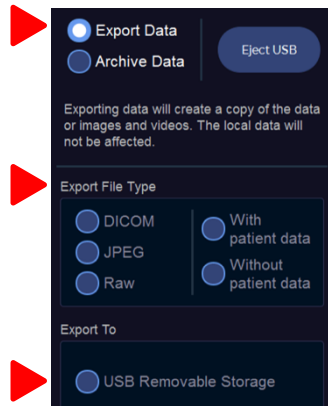 Export Data
Archive Data
Eject USB
Exporting data will create a copy of the data
or images and videos. The local data will
not be affected.
Export File Type
DICOM
JPEG
Raw
With
patient data
Without
patient data
Export To
USB Removable Storage